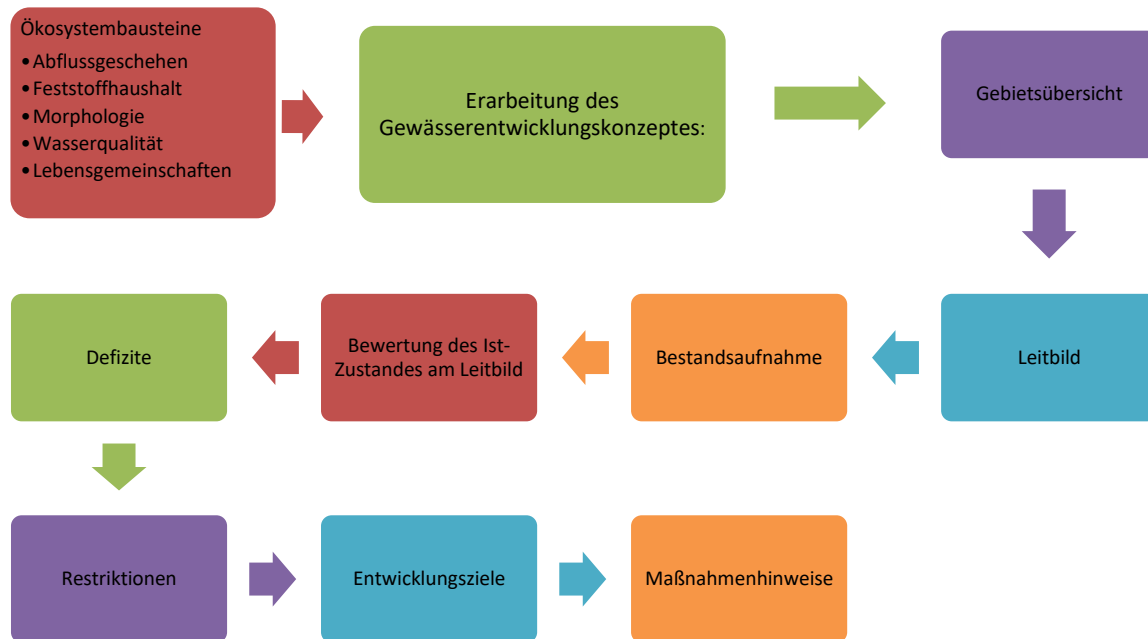 Ökosystembausteine
• Abflussgeschehen
• Feststoffhaushalt
• Morphologie
• Wasserqualität
• Lebensgemeinschaften
Erarbeitung des
Gewässerentwicklungskonzeptes:
Gebietsübersicht
Leitbild
Bestandsaufnahme
Bewertung des Ist-
Zustandes am Leitbild
Defizite
Restriktionen
Entwicklungsziele
Maßnahmenhinweise